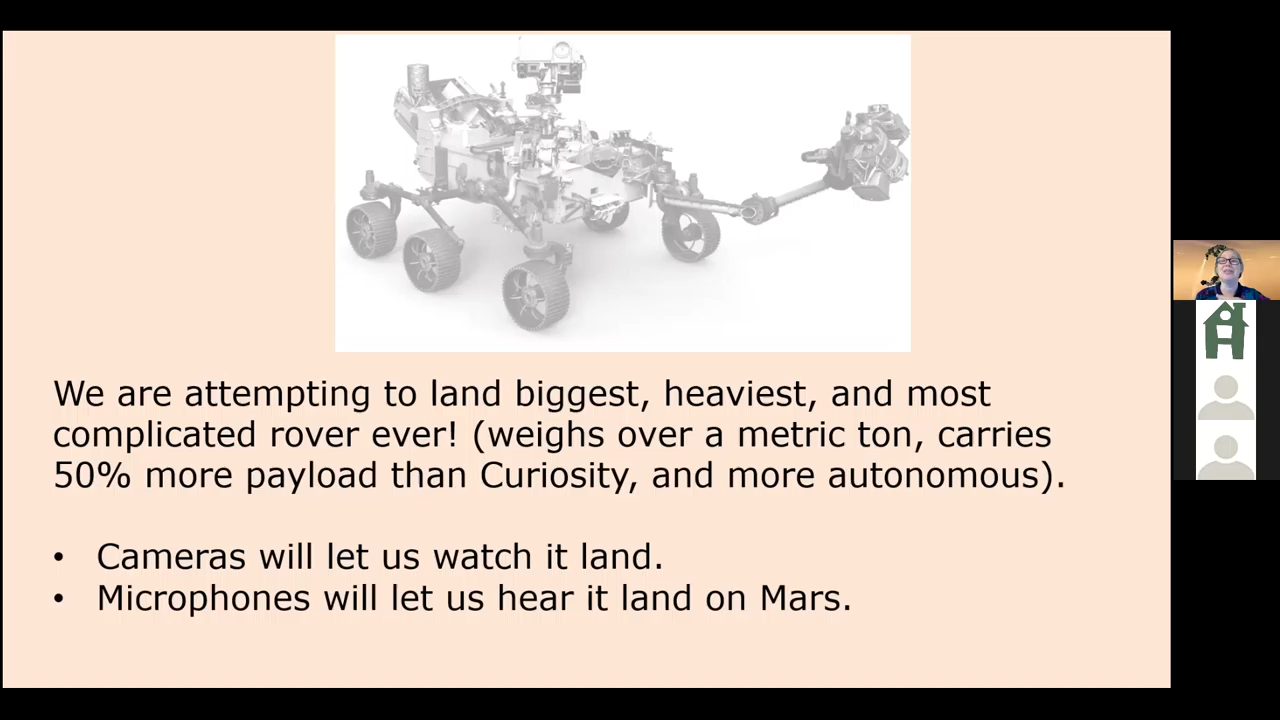 We are attempting to land biggest, heaviest, and most
complicated rover ever! (weighs over a metric ton, carries
50% more payload than Curiosity, and more autonomous).
• Cameras will let us watch it land.
• Microphones will let us hear it land on Mars.